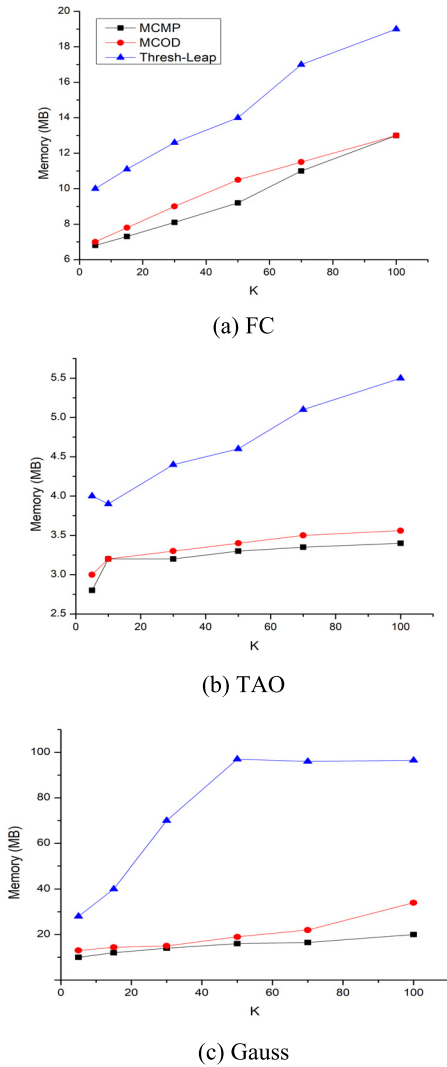 20
18
16
14
12
10
8
6
Memory (MB)
MCMP
MCOD
Thresh-Leap
0 20 40 60 80 100
K
(a) FC
5.5
5.0
4.5
4.0
3.5
3.0
2.5
Memory (MB)
0 20 40 60 80 100
K
(b) TAO
100
80
60
40
20
Memory (MB)
0 20 40 60 80 100
K
(c) Gauss